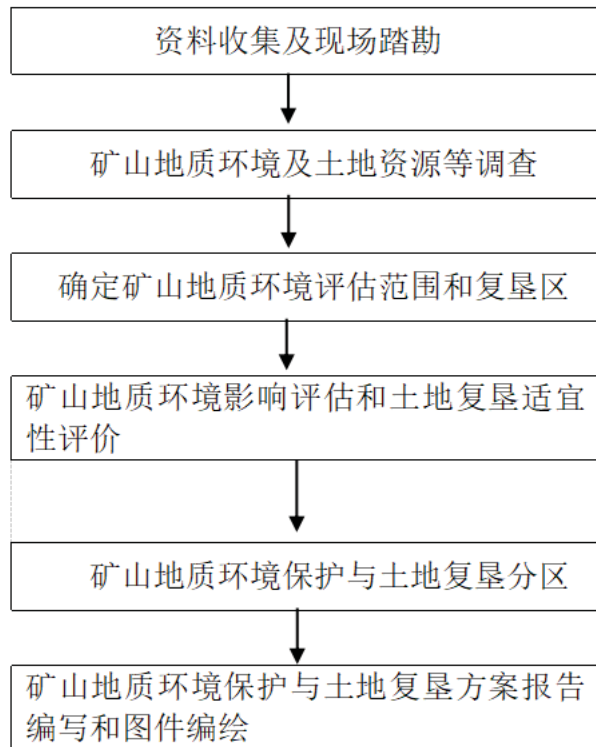 资料收集及现场踏勘
矿山地质环境及土地资源等调查
确定矿山地质环境评估范围和复垦区
矿山地质环境影响评估和土地复垦适宜
性评价
矿山地质环境保护与土地复垦分区
矿山地质环境保护与土地复垦方案报告
编写和图件编绘